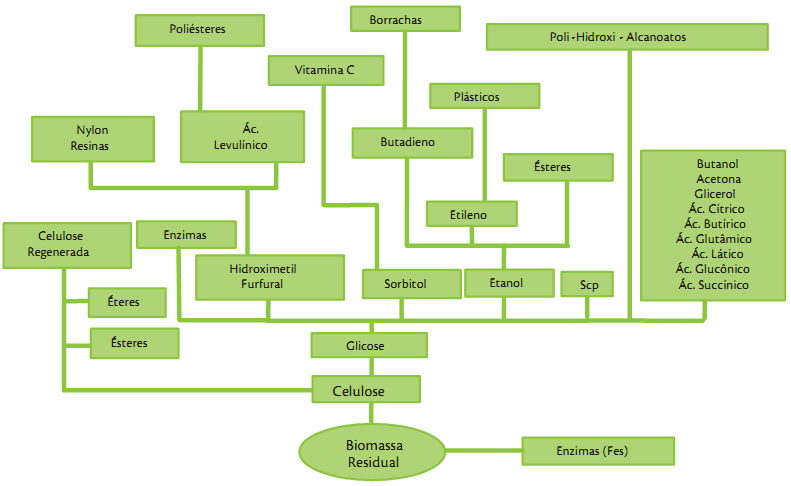 Poliésteres
Borrachas
Poli-Hidroxi - Alcanoatos
Vitamina C
Plásticos
Nylon
Resinas
Ác.
Levulínico
Butadieno
Ésteres
Butanol
Acetona
Glicerol
Ác. Cítrico
Ác. Butírico
Ác. Glutâmico
Ác. Lático
Ác. Glucônico
Ác. Succínico
Etileno
Celulose
Regenerada
Enzimas
Hidroximetil
Furfural
Sorbitol
Etanol
Scp
Éteres
Ésteres
Glicose
Celulose
Biomassa
Residual
Enzimas (Fes)